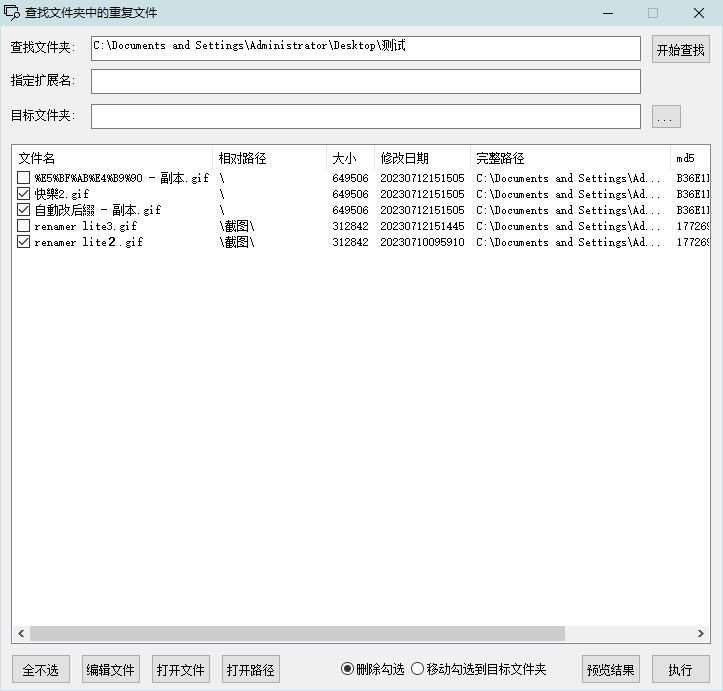 查找文件夹中的重复文件
查找文件夹: C:\Documents and Settings\Administrator\Desktop\测试 开始查找
指定扩展名:
目标文件夹: ...
文件名 相对路径 大小 修改日期 完整路径 md5
%E5%BF%AB%E4%B9%90 - 副本.gif \ 649506 20230712151505 C:\Documents and Settings\Ad... B36E1
快樂2.gif \ 649506 20230712151505 C:\Documents and Settings\Ad... B36E1
自動改后綴 - 副本.gif \ 649506 20230712151505 C:\Documents and Settings\Ad... B36E1
renamer lite3.gif \截图\ 312842 20230712151445 C:\Documents and Settings\Ad... 17726
renamer lite２.gif \截图\ 312842 20230710095910 C:\Documents and Settings\Ad... 17726
全不选 编辑文件 打开文件 打开路径 删除勾选 移动勾选到目标文件夹 预览结果 执行